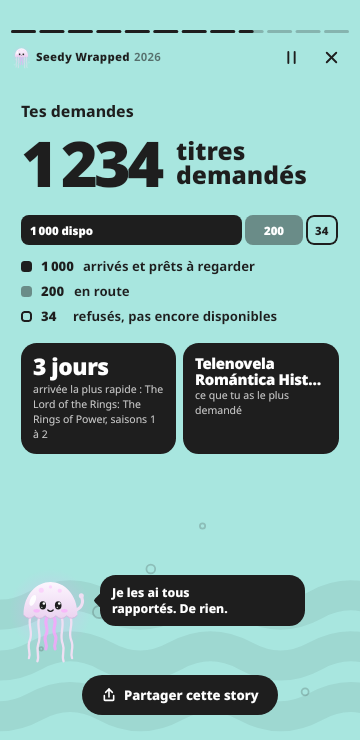 Seedy Wrapped 2026
Tes demandes
1 234 titres
demandés
1 000 dispo 200 34
1 000 arrivés et prêts à regarder
200 en route
34 refusés, pas encore disponibles
3 jours
arrivée la plus rapide : The
Lord of the Rings: The
Rings of Power, saisons 1
à 2
Telenovela
Romántica Hist…
ce que tu as le plus
demandé
Je les ai tous
rapportés. De rien.
Partager cette story